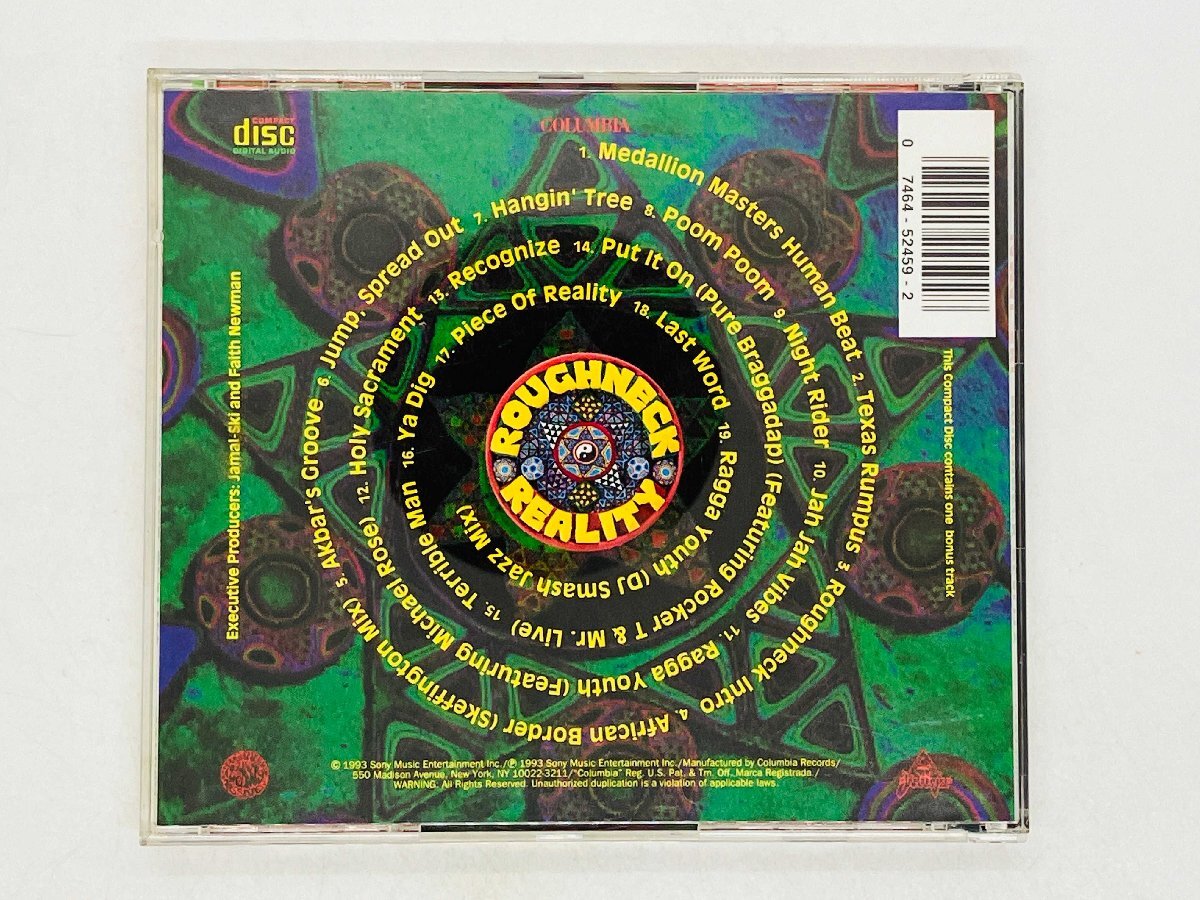 COMPACT
disc
DIGITAL AUDIO
COLUMBIA
0 7464-52459-2
1. Medallion Masters Human Beat 2. Texas Rumpus 3. Roughneck Intro 4. African Border (Skeffington Mix) 5. Akbar's Groove 6. Jump, Spread Out
7. Hangin' Tree 8. Poom Poom 9. Night Rider 10. Jah Jah Vibes 11. Ragga Youth (Featuring Michael Rose) 12. Holy Sacrament
13. Recognize 14. Put It On (Pure Braggadap) (Featuring Rocker T & Mr. Live) 15. Terrible Man 16. Ya Dig
17. Piece Of Reality 18. Last Word 19. Ragga Youth (DJ Smash Jazz Mix)
ROUGHNECK
REALITY
Executive Producers: Jamal-Ski and Faith Newman
This Compact Disc contains one bonus track
© 1993 Sony Music Entertainment Inc./℗ 1993 Sony Music Entertainment Inc./Manufactured by Columbia Records/
550 Madison Avenue, New York, NY 10022-3211/"Columbia" Reg. U.S. Pat. & Tm. Off. Marca Registrada./
WARNING: All Rights Reserved. Unauthorized duplication is a violation of applicable laws.